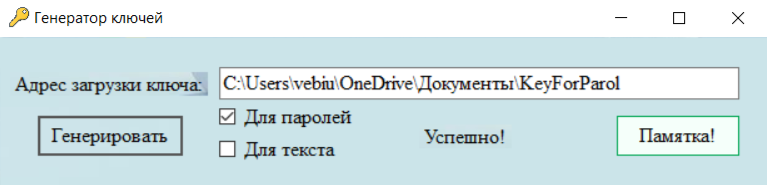 Генератор ключей
Адрес загрузки ключа: C:\Users\vebiu\OneDrive\Документы\KeyForParol
Для паролей
Генерировать Успешно! Памятка!
Для текста